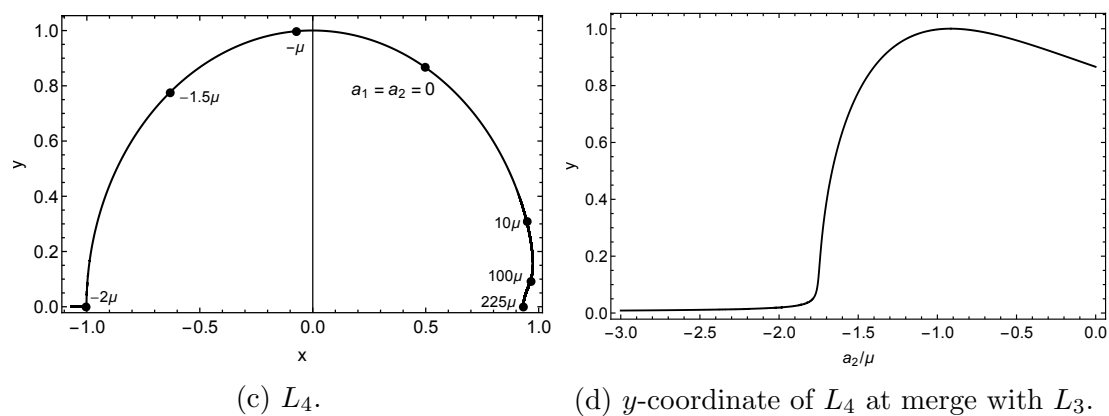 1.0
0.8
0.6
0.4
0.2
0.0
y
−μ
a₁ = a₂ = 0
−1.5μ
10μ
100μ
−2μ
225μ
−1.0
−0.5
0.0
0.5
1.0
x
(c) L₄.
1.0
0.8
0.6
0.4
0.2
0.0
y
−3.0
−2.5
−2.0
−1.5
−1.0
−0.5
0.0
a₂/μ
(d) y-coordinate of L₄ at merge with L₃.